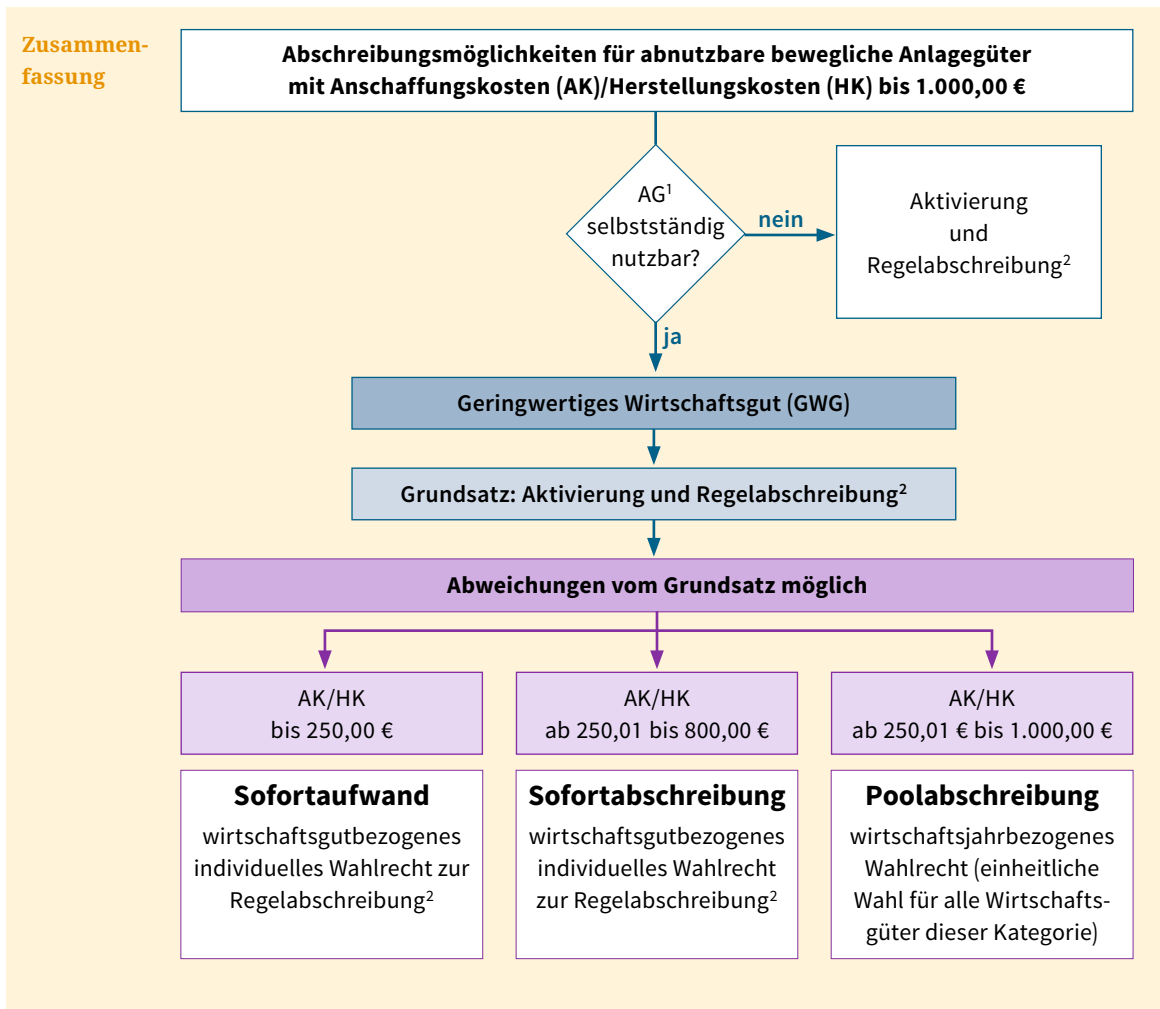 Zusammen-
fassung
Abschreibungsmöglichkeiten für abnutzbare bewegliche Anlagegüter
mit Anschaffungskosten (AK)/Herstellungskosten (HK) bis 1.000,00 €
AG¹
selbstständig
nutzbar?
nein
Aktivierung
und
Regelabschreibung²
ja
Geringwertiges Wirtschaftsgut (GWG)
Grundsatz: Aktivierung und Regelabschreibung²
Abweichungen vom Grundsatz möglich
AK/HK
bis 250,00 €
AK/HK
ab 250,01 bis 800,00 €
AK/HK
ab 250,01 € bis 1.000,00 €
Sofortaufwand
wirtschaftsgutbezogenes
individuelles Wahlrecht zur
Regelabschreibung²
Sofortabschreibung
wirtschaftsgutbezogenes
individuelles Wahlrecht
zur Regelabschreibung²
Poolabschreibung
wirtschaftsjahrbezogenes
Wahlrecht (einheitliche
Wahl für alle Wirtschafts-
güter dieser Kategorie)